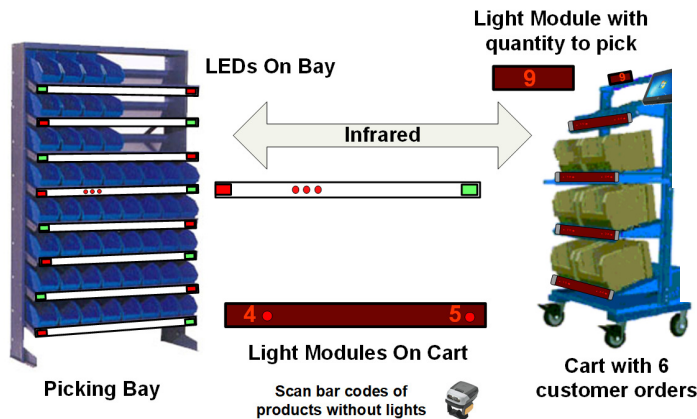 Light Module with
quantity to pick
LEDs On Bay
9
9
Infrared
4
5
Light Modules On Cart
Picking Bay
Scan bar codes of
products without lights
Cart with 6
customer orders